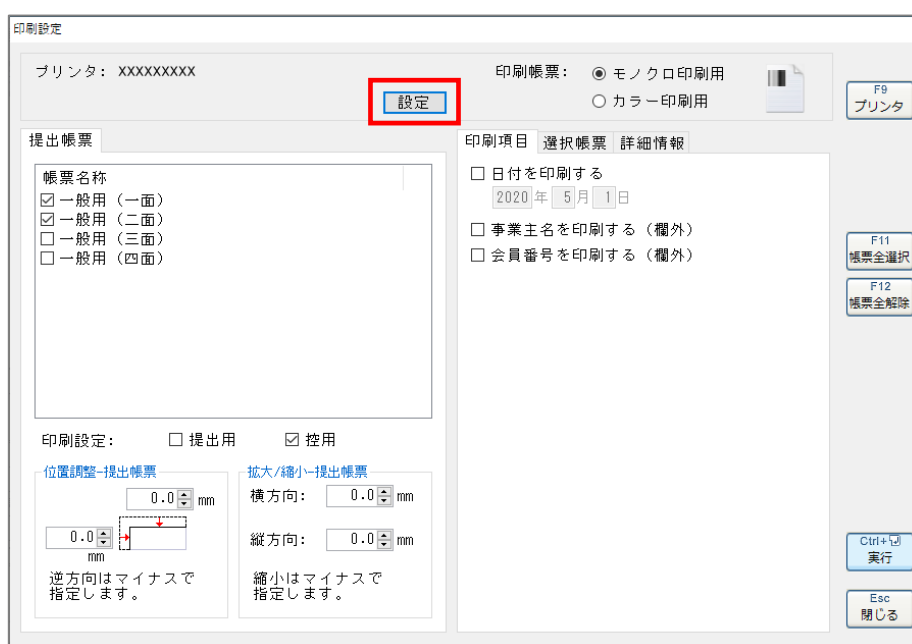 印刷設定
プリンタ: XXXXXXXXX
設定
印刷帳票:
モノクロ印刷用
カラー印刷用
F9
プリンタ
提出帳票
帳票名称
一般用(一面)
一般用(二面)
一般用(三面)
一般用(四面)
印刷設定:
提出用
控用
位置調整-提出帳票
0.0 mm
0.0
mm
逆方向はマイナスで
指定します。
拡大/縮小-提出帳票
横方向: 0.0 mm
縦方向: 0.0 mm
縮小はマイナスで
指定します。
印刷項目 選択帳票 詳細情報
日付を印刷する
2020年 5月 1日
事業主名を印刷する(欄外)
会員番号を印刷する(欄外)
F11
帳票全選択
F12
帳票全解除
Ctrl+
実行
Esc
閉じる